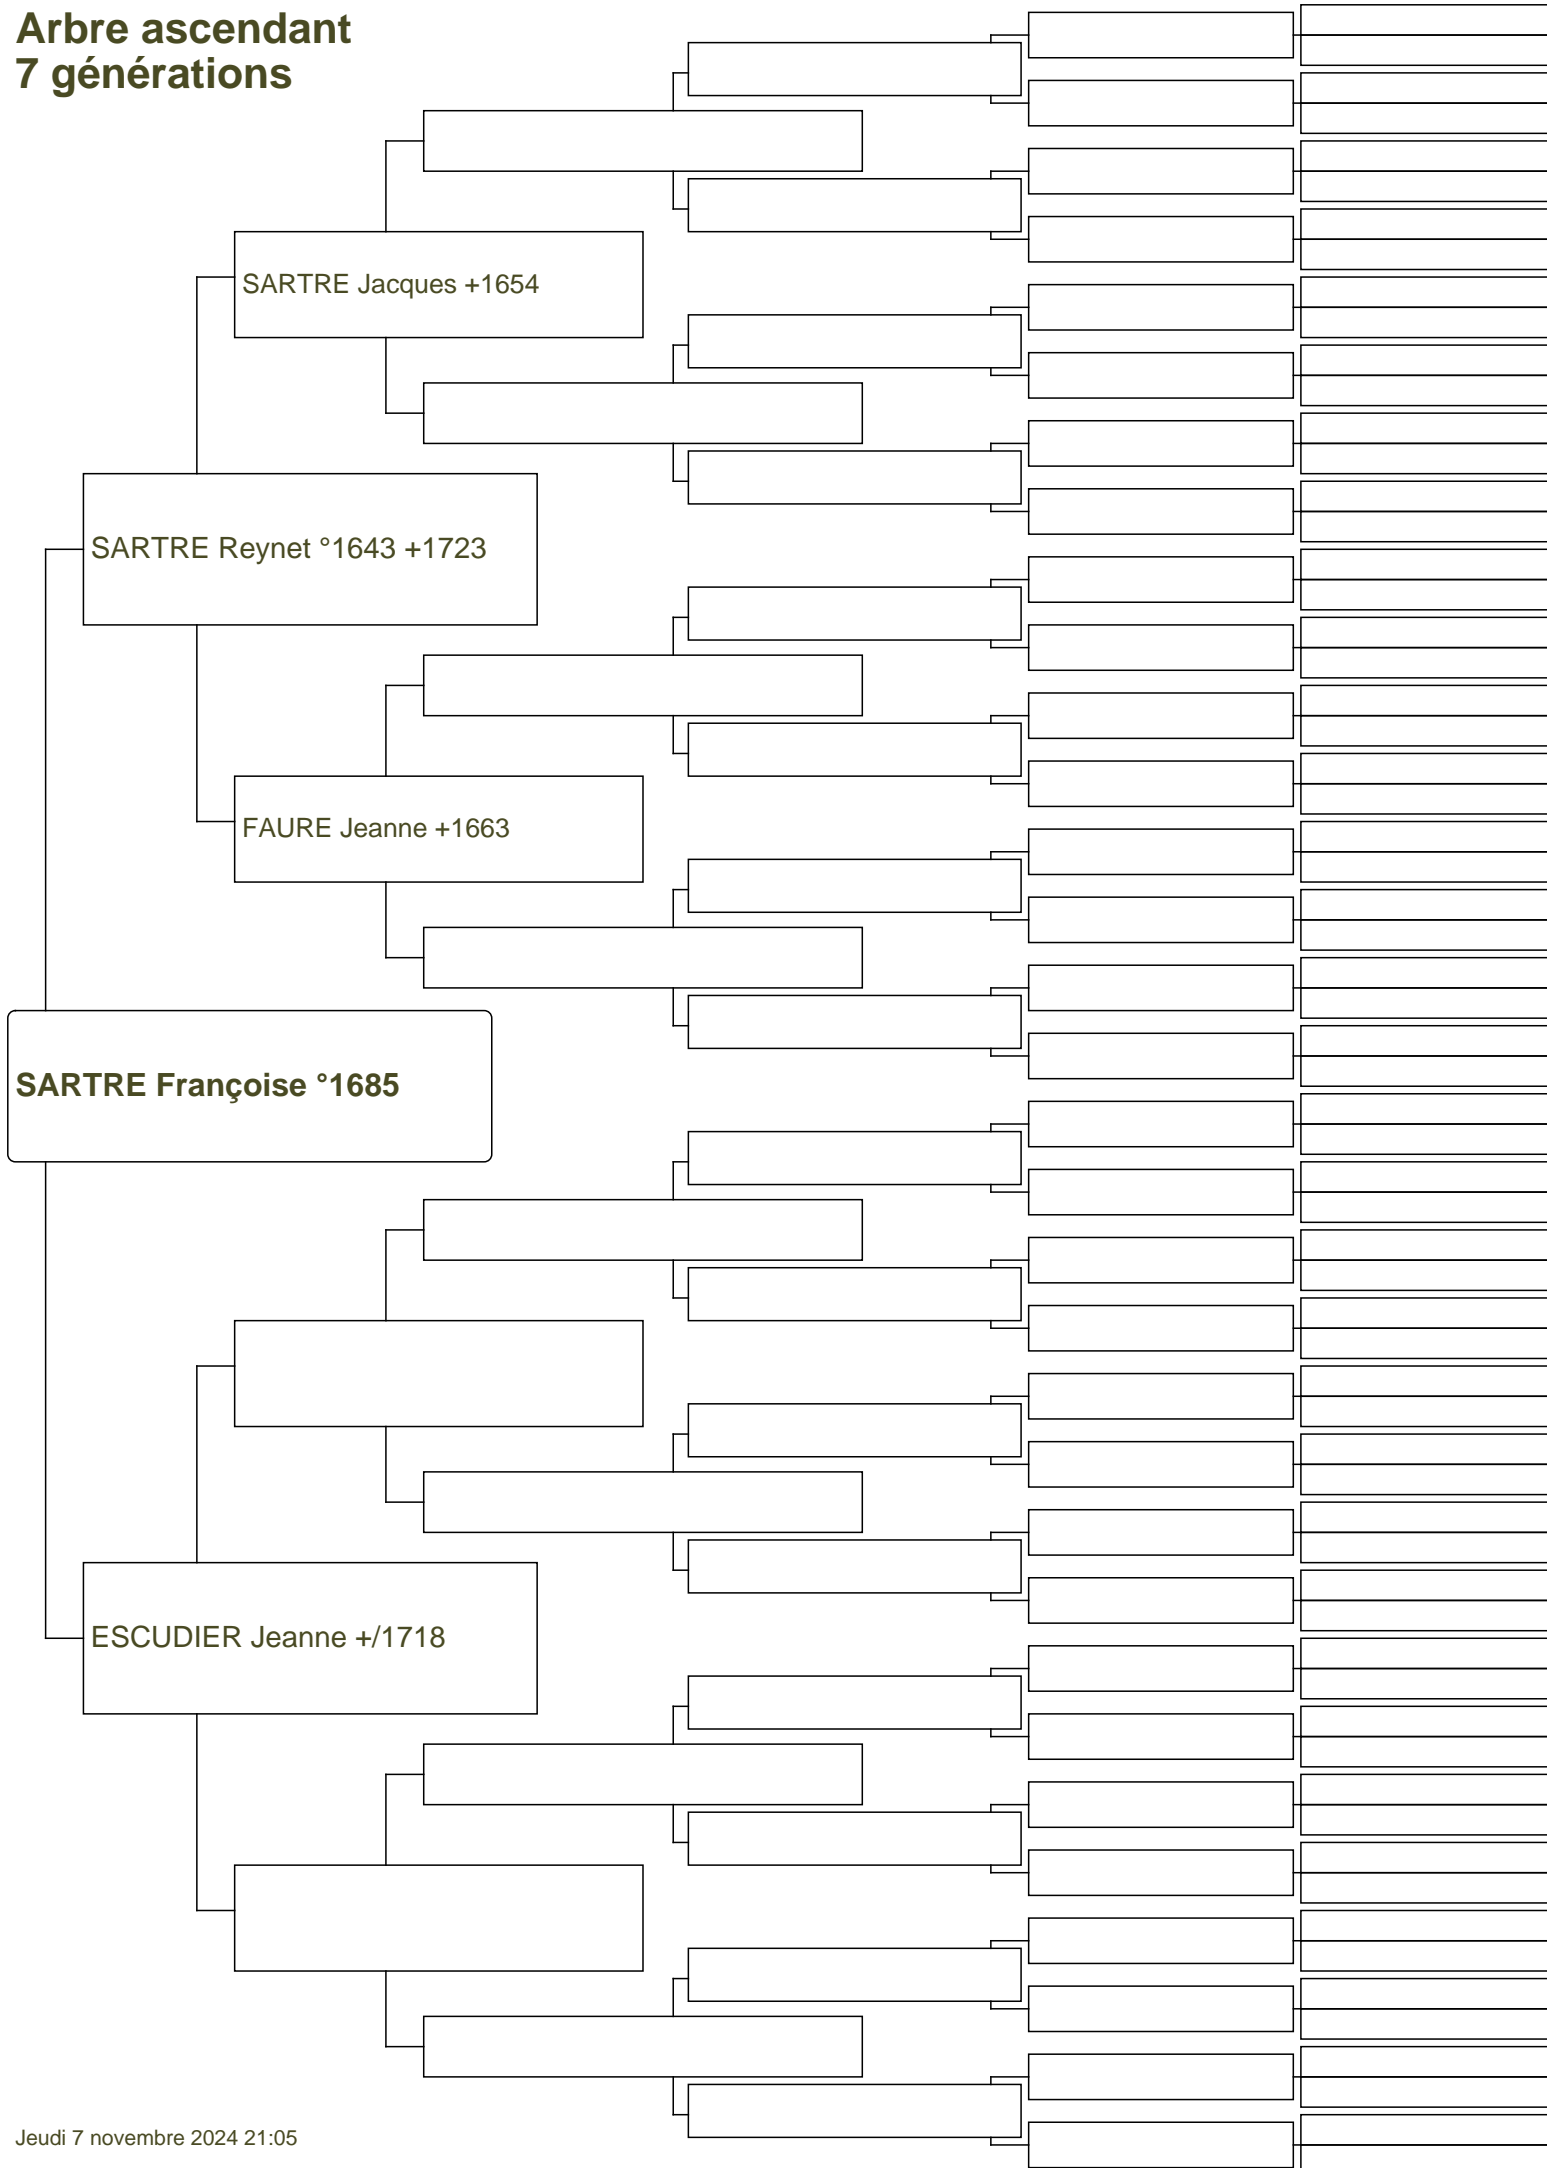 Arbre ascendant
7 générations
SARTRE Jacques +1654
SARTRE Reynet °1643 +1723
FAURE Jeanne +1663
SARTRE Françoise °1685
ESCUDIER Jeanne +/1718
Jeudi 7 novembre 2024 21:05